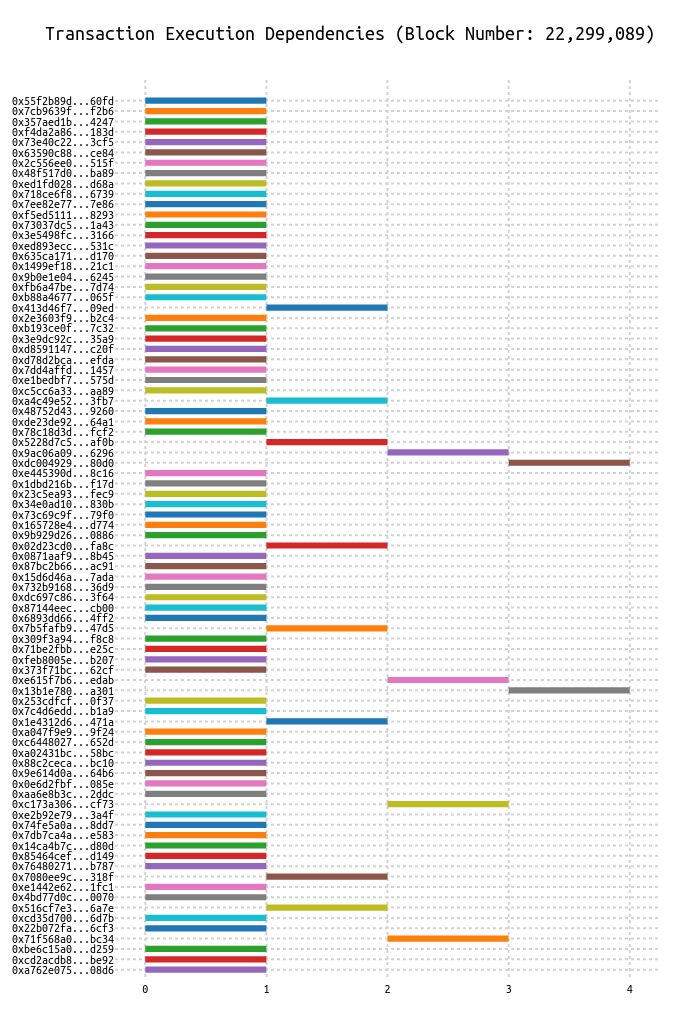 Transaction Execution Dependencies (Block Number: 22,299,089)
0x55f2b89d...60fd
0x7cb9639f...f2b6
0x357aed1b...4247
0xf4da2a86...183d
0x73e40c22...3cf5
0x63590c88...ce84
0x2c556ee0...515f
0x48f517d0...ba89
0xed1fd028...d68a
0x718ce6f8...6739
0x7ee82e77...7e86
0xf5ed5111...8293
0x73037dc5...1a43
0x3e5498fc...3166
0xed893ecc...531c
0x635ca171...d170
0x1499ef18...21c1
0x9b0e1e04...6245
0xfb6a47be...7d74
0xb88a4677...065f
0x413d46f7...09ed
0x2e3603f9...b2c4
0xb193ce0f...7c32
0x3e9dc92c...35a9
0xd8591147...c20f
0xd78d2bca...efda
0x7dd4affd...1457
0xe1bedbf7...575d
0xc5cc6a33...aa89
0xa4c49e52...3fb7
0x48752d43...9260
0xde23de92...64a1
0x78c18d3d...fcf2
0x5228d7c5...af0b
0x9ac06a09...6296
0xdc004929...80d0
0xe445390d...8c16
0x1dbd216b...f17d
0x23c5ea93...fec9
0x34e0ad10...830b
0x73c69c9f...79f0
0x165728e4...d774
0x9b929d26...0886
0x02d23cd0...fa8c
0x0871aaf9...8b45
0x87bc2b66...ac91
0x15d6d46a...7ada
0x732b9168...36d9
0xdc697c86...3f64
0x87144eec...cb00
0x6893dd66...4ff2
0x7b5fafb9...47d5
0x309f3a94...f8c8
0x71be2fbb...e25c
0xfeb8005e...b207
0x373f71bc...62cf
0xe615f7b6...edab
0x13b1e780...a301
0x253cdfcf...0f37
0x7c4d6edd...b1a9
0x1e4312d6...471a
0xa047f9e9...9f24
0xc6448027...652d
0xa02431bc...58bc
0x88c2ceca...bc10
0x9e614d0a...64b6
0x0e6d2fbf...085e
0xaa6e8b3c...2ddc
0xc173a306...cf73
0xe2b92e79...3a4f
0x74fe5a0a...8dd7
0x7db7ca4a...e583
0x14ca4b7c...d80d
0x85464cef...d149
0x76480271...b787
0x7080ee9c...318f
0xe1442e62...1fc1
0x4bd77d0c...0070
0x516cf7e3...6a7e
0xcd35d700...6d7b
0x22b072fa...6cf3
0x71f568a0...bc34
0xbe6c15a0...d259
0xcd2acdb8...be92
0xa762e075...08d6
0 1 2 3 4